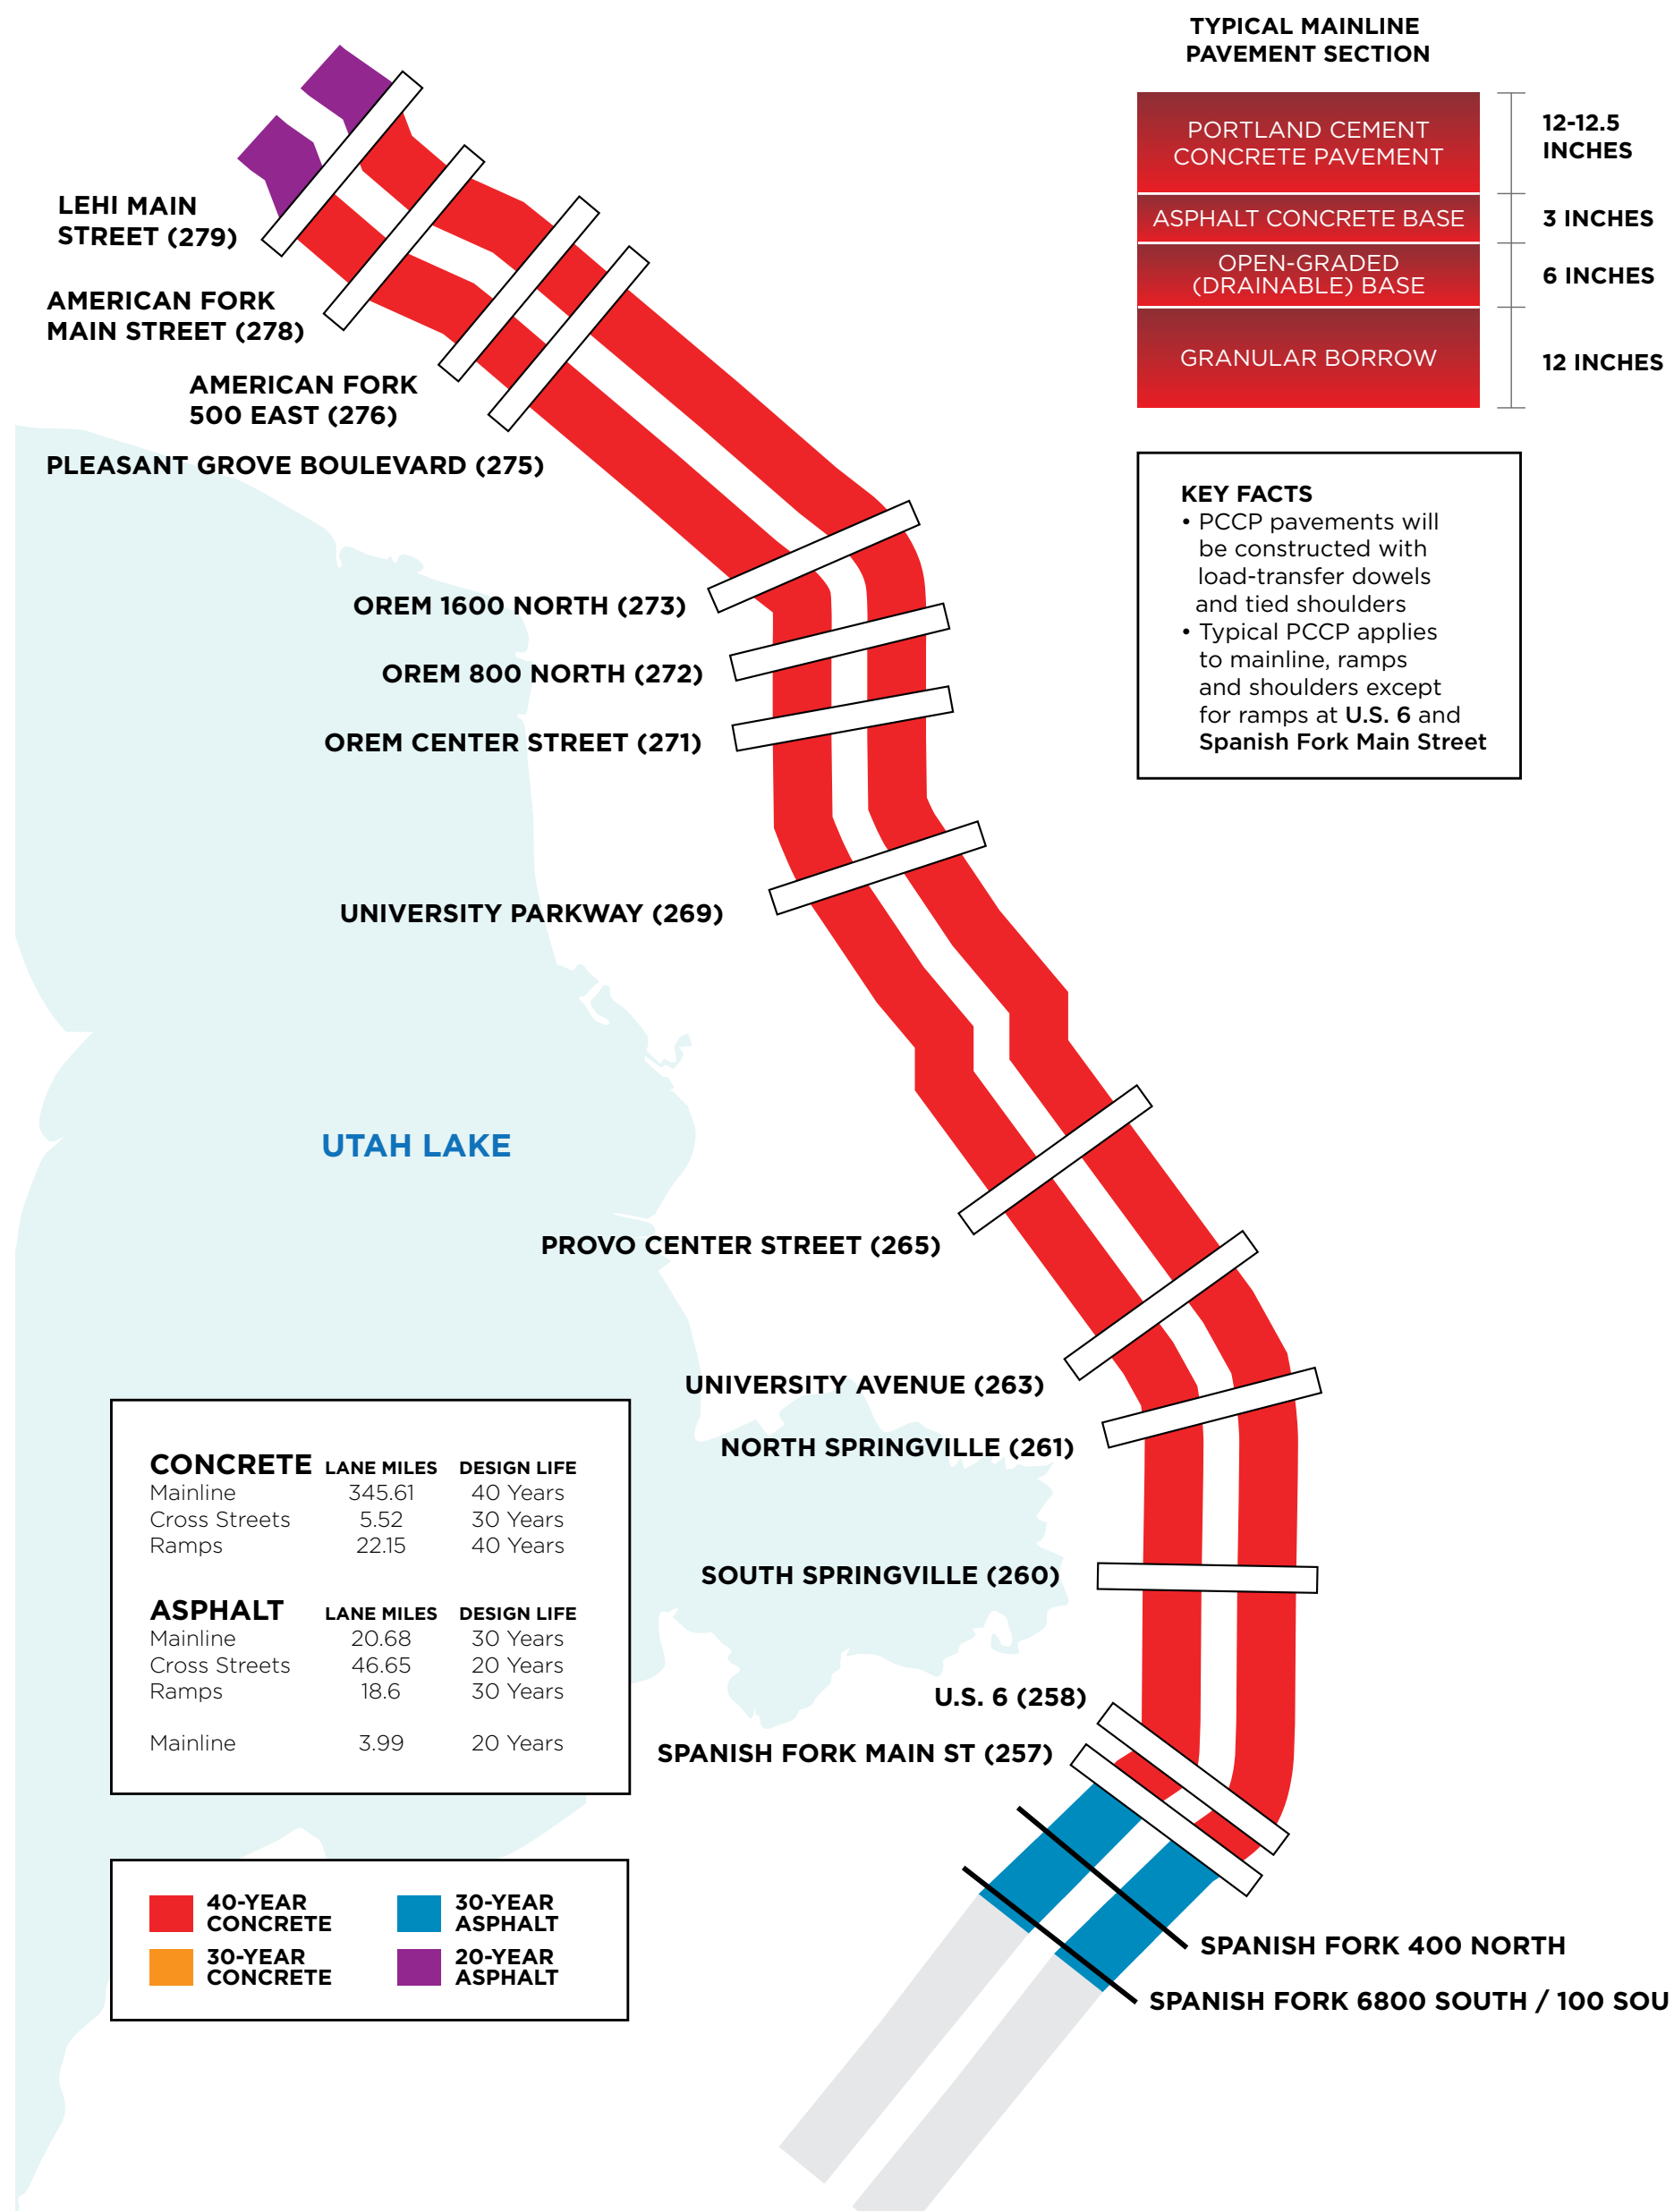 TYPICAL MAINLINE
PAVEMENT SECTION
PORTLAND CEMENT
CONCRETE PAVEMENT
12-12.5
INCHES
ASPHALT CONCRETE BASE
3 INCHES
OPEN-GRADED
(DRAINABLE) BASE
6 INCHES
GRANULAR BORROW
12 INCHES
KEY FACTS
• PCCP pavements will
be constructed with
load-transfer dowels
and tied shoulders
• Typical PCCP applies
to mainline, ramps
and shoulders except
for ramps at U.S. 6 and
Spanish Fork Main Street
LEHI MAIN
STREET (279)
AMERICAN FORK
MAIN STREET (278)
AMERICAN FORK
500 EAST (276)
PLEASANT GROVE BOULEVARD (275)
OREM 1600 NORTH (273)
OREM 800 NORTH (272)
OREM CENTER STREET (271)
UNIVERSITY PARKWAY (269)
UTAH LAKE
PROVO CENTER STREET (265)
UNIVERSITY AVENUE (263)
NORTH SPRINGVILLE (261)
SOUTH SPRINGVILLE (260)
U.S. 6 (258)
SPANISH FORK MAIN ST (257)
SPANISH FORK 400 NORTH
SPANISH FORK 6800 SOUTH / 100 SOU
CONCRETE LANE MILES DESIGN LIFE
Mainline 345.61 40 Years
Cross Streets 5.52 30 Years
Ramps 22.15 40 Years
ASPHALT LANE MILES DESIGN LIFE
Mainline 20.68 30 Years
Cross Streets 46.65 20 Years
Ramps 18.6 30 Years
Mainline 3.99 20 Years
40-YEAR
CONCRETE
30-YEAR
ASPHALT
30-YEAR
CONCRETE
20-YEAR
ASPHALT